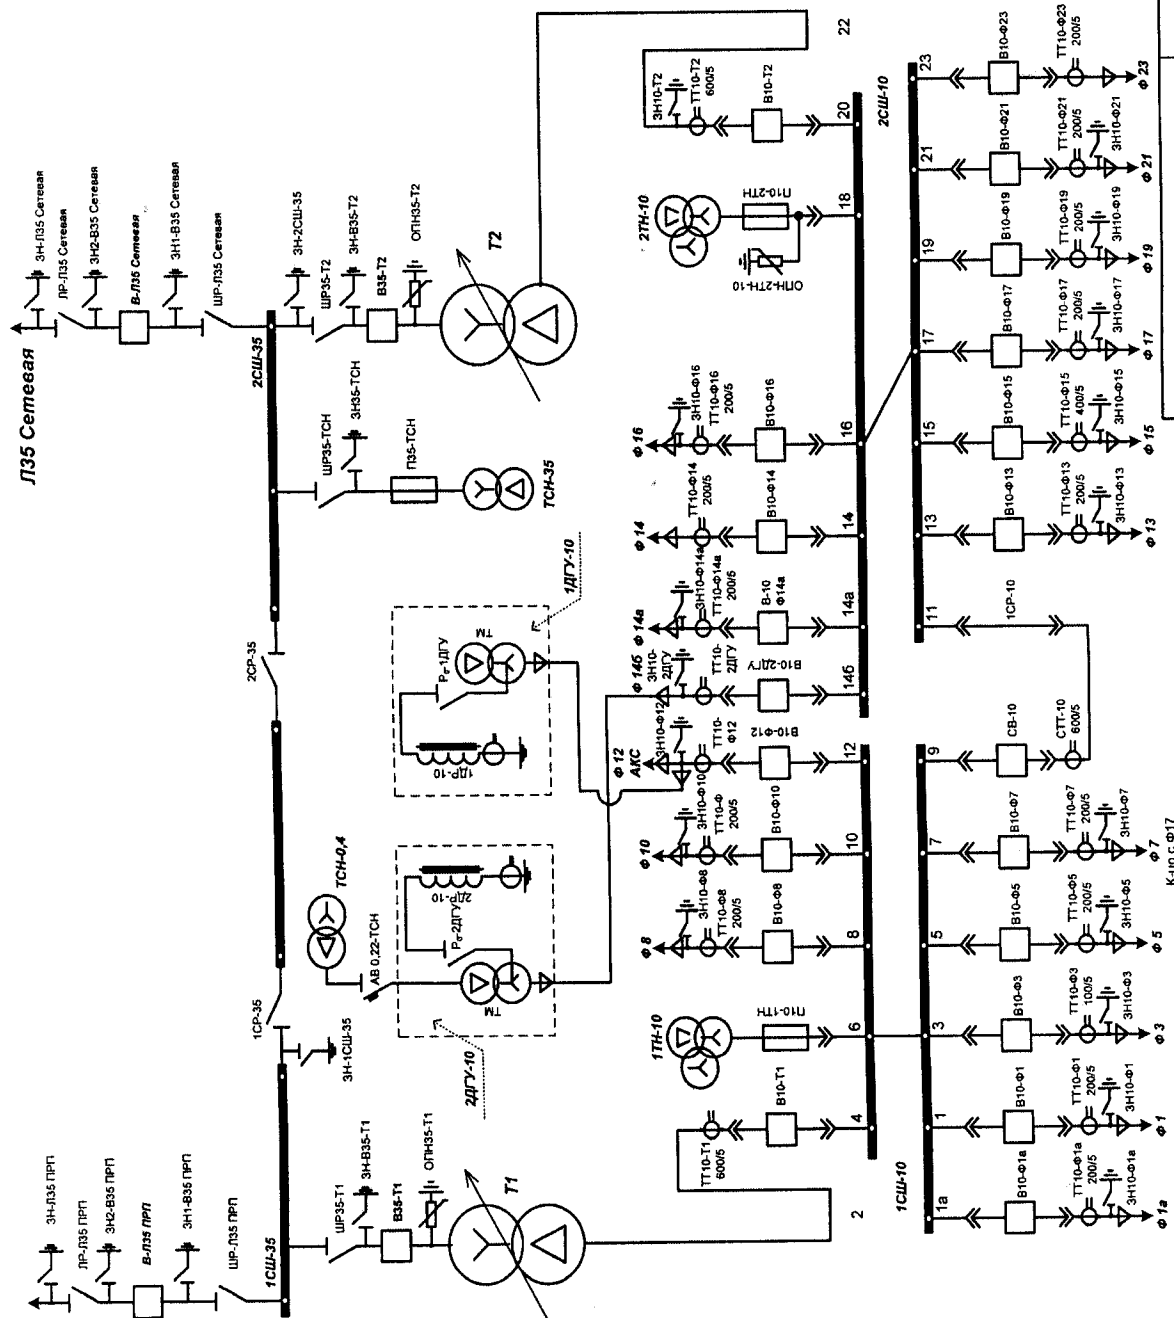 Л35 Сетевая
ЗН-Л35 Сетевая
ЛР-Л35 Сетевая
ЗН2-В35 Сетевая
В-Л35 Сетевая
ЗН1-В35 Сетевая
ШР-Л35 Сетевая
2СШ-35
ЗН-2СШ-35
ШР35-Т2
ЗН-В35-Т2
В35-Т2
ОПН35-Т2
Т2
ШР35-ТСН
ЗН35-ТСН
П35-ТСН
ТСН-35
2СР-35
1СР-35
ЗН-1СШ-35
ЗН-Л35 ПРП
ЛР-Л35 ПРП
ЗН2-В35 ПРП
В-Л35 ПРП
ЗН1-В35 ПРП
ШР-Л35 ПРП
1СШ-35
ШР35-Т1
ЗН-В35-Т1
В35-Т1
ОПН35-Т1
Т1
1ДГУ-10
ТМ
Р-1ДГУ
1ДР-10
ТСН-0,4
АВ 0,22-ТСН
2ДГУ-10
ТМ
Р-2ДГУ
2ДР-10
22
ЗН10-Т2
ТТ10-Т2
600/5
В10-Т2
20
2СШ-10
2ТН-10
П10-2ТН
ОПН-2ТН-10
18
Ф 16
ЗН10-Ф16
ТТ10-Ф16
200/5
В10-Ф16
16
Ф 14
ТТ10-Ф14
200/5
В10-Ф14
14
Ф 14а
ЗН10-Ф14а
ТТ10-Ф14а
200/5
В-10
Ф14а
14а
Ф 14б
ЗН10-
2ДГУ
ТТ10-
2ДГУ
В10-2ДГУ
14б
Ф 12
АКС
ЗН10-Ф12
ТТ10-
Ф12
В10-Ф12
12
Ф 10
ЗН10-Ф10
ТТ10-Ф
200/5
В10-Ф10
10
Ф 8
ЗН10-Ф8
ТТ10-Ф8
200/5
В10-Ф8
8
1ТН-10
П10-1ТН
6
ТТ10-Т1
600/5
В10-Т1
4
2
1СШ-10
23
В10-Ф23
ТТ10-Ф23
200/5
Ф 23
21
В10-Ф21
ТТ10-Ф21
200/5
ЗН10-Ф21
Ф 21
19
В10-Ф19
ТТ10-Ф19
200/5
ЗН10-Ф19
Ф 19
17
В10-Ф17
ТТ10-Ф17
200/5
ЗН10-Ф17
Ф 17
15
В10-Ф15
ТТ10-Ф15
400/5
ЗН10-Ф15
Ф 15
13
В10-Ф13
ТТ10-Ф13
200/5
ЗН10-Ф13
Ф 13
11
1СР-10
9
СВ-10
СТТ-10
600/5
7
В10-Ф7
ТТ10-Ф7
200/5
ЗН10-Ф7
Ф 7
К-но с Ф17
5
В10-Ф5
ТТ10-Ф5
200/5
ЗН10-Ф5
Ф 5
3
В10-Ф3
ТТ10-Ф3
100/5
ЗН10-Ф3
Ф 3
1
В10-Ф1
ТТ10-Ф1
200/5
ЗН10-Ф1
Ф 1
1а
В10-Ф1а
ТТ10-Ф1а
200/5
ЗН10-Ф1а
Ф 1а